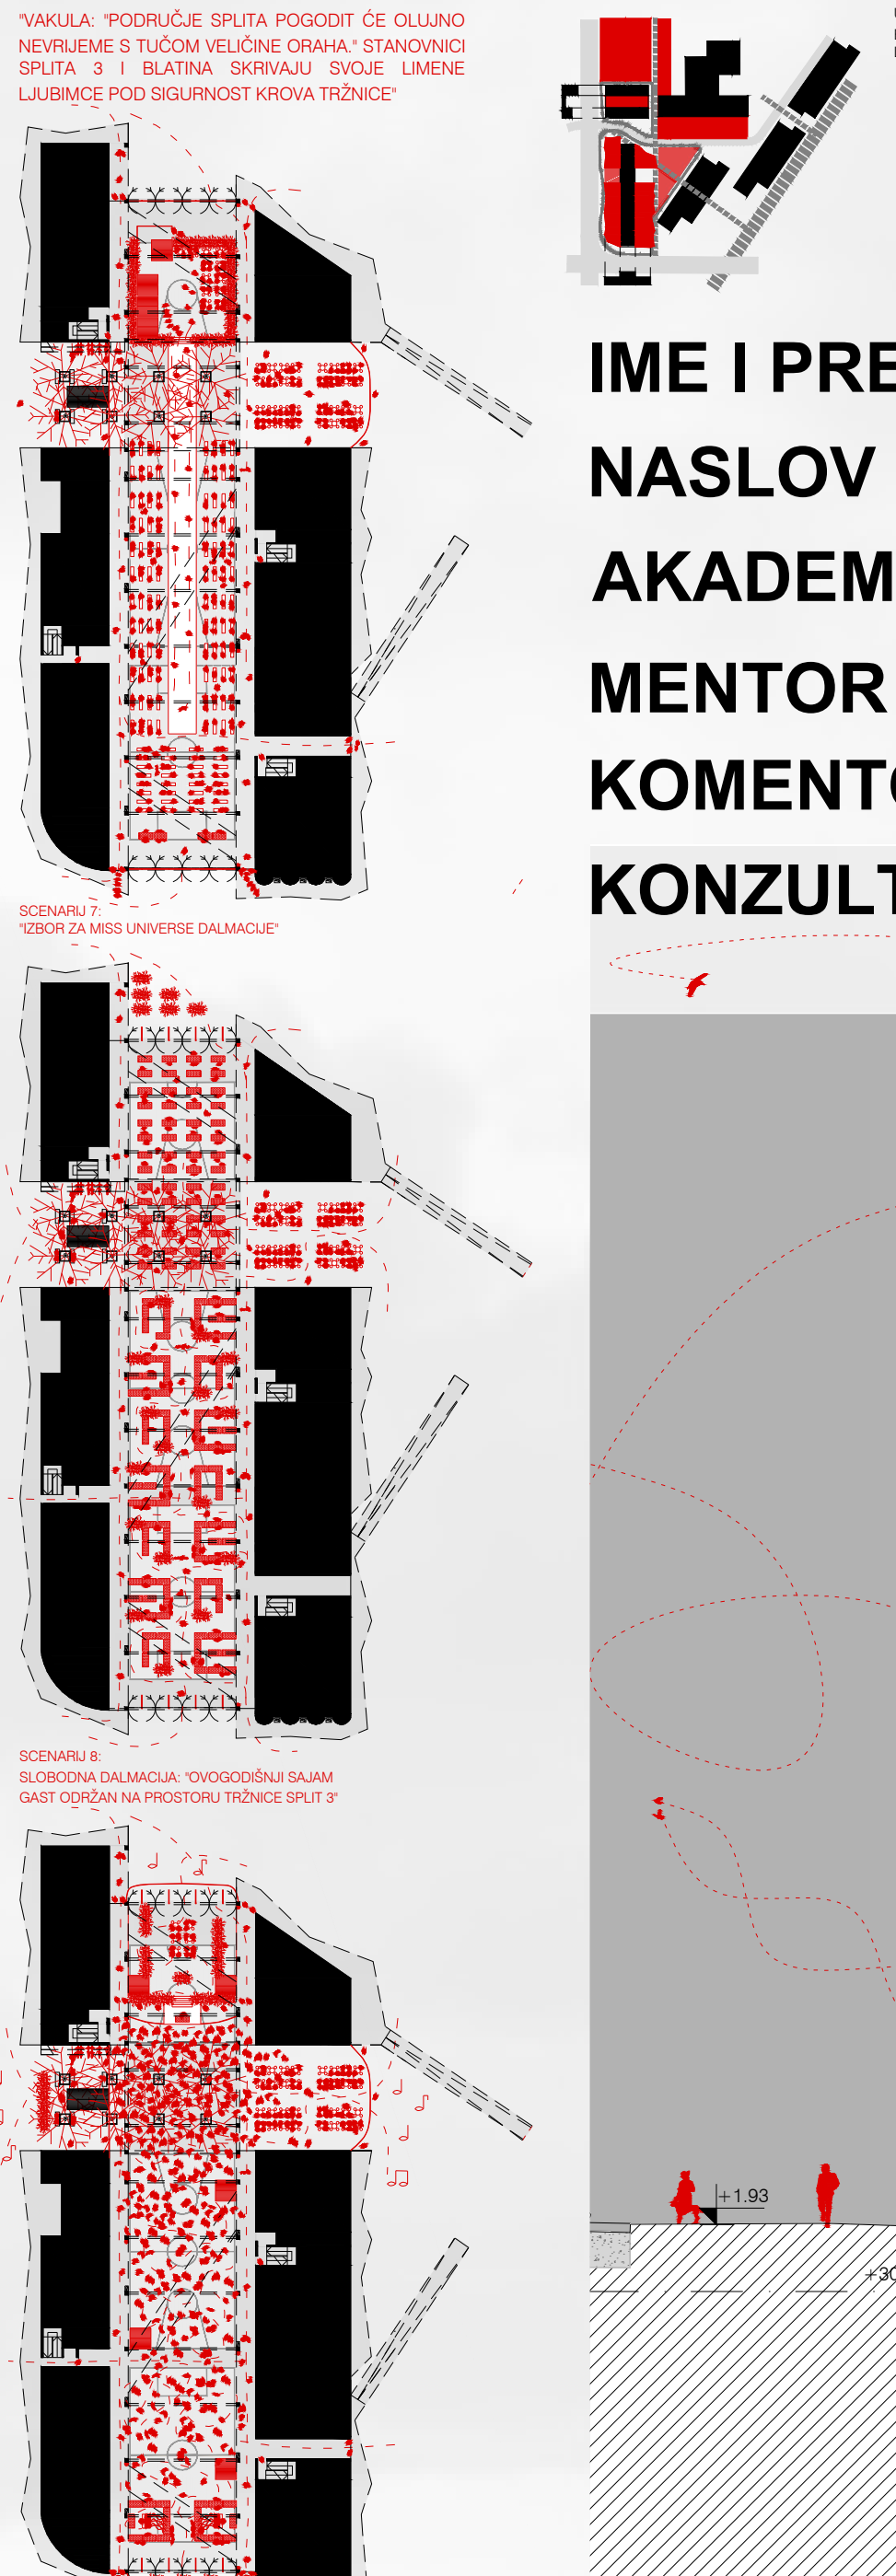 "VAKULA: "PODRUČJE SPLITA POGODIT ĆE OLUJNO
NEVRIJEME S TUČOM VELIČINE ORAHA." STANOVNICI
SPLITA 3 I BLATINA SKRIVAJU SVOJE LIMENE
LJUBIMCE POD SIGURNOST KROVA TRŽNICE"
SCENARIJ 7:
"IZBOR ZA MISS UNIVERSE DALMACIJE"
SCENARIJ 8:
SLOBODNA DALMACIJA: "OVOGODIŠNJI SAJAM
GAST ODRŽAN NA PROSTORU TRŽNICE SPLIT 3"
IME I PRE
NASLOV
AKADEM
MENTOR
KOMENTO
KONZULT
+1.93
+30